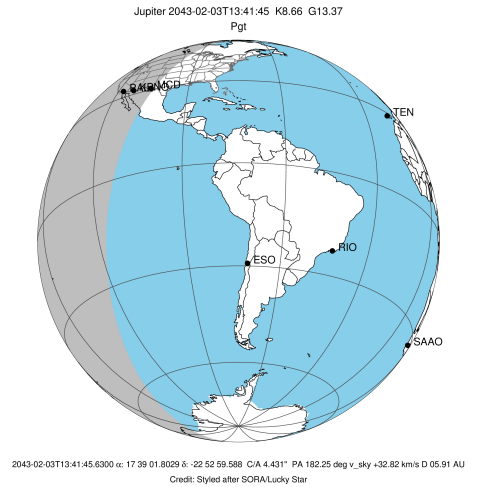 Jupiter 2043-02-03T13:41:45 K8.66 G13.37
Pgt
MCD
TEN
RIO
ESO
SAAO
2043-02-03T13:41:45.6300 α: 17 39 01.8029 δ: -22 52 59.588 C/A 4.431" PA 182.25 deg v_sky +32.82 km/s D 05.91 AU
Credit: Styled after SORA/Lucky Star